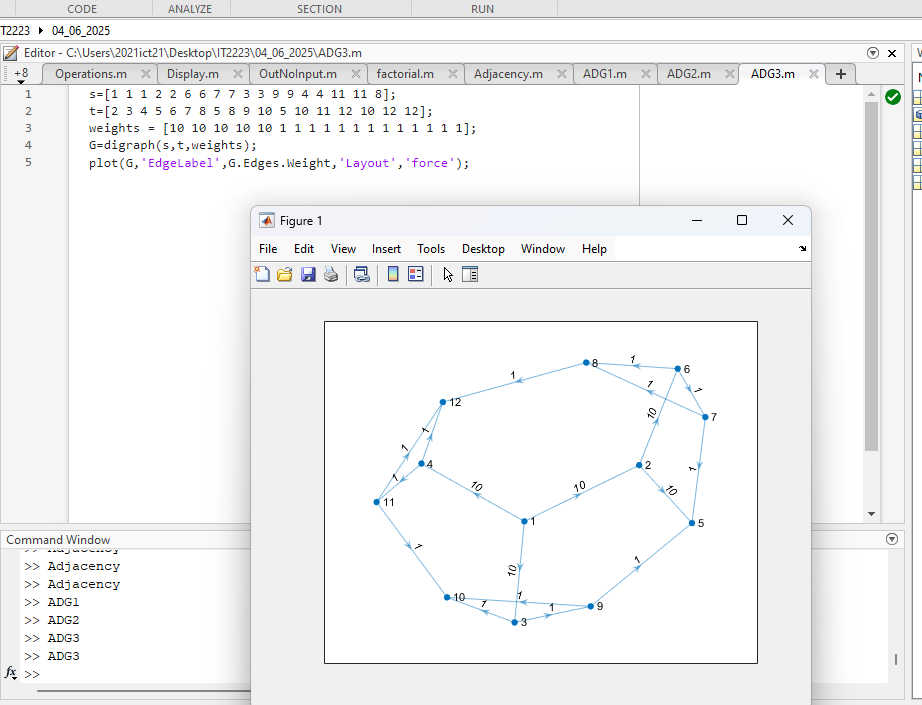 CODE ANALYZE SECTION RUN
T2223 04_06_2025
Editor - C:\Users\2021ict21\Desktop\IT2223\04_06_2025\ADG3.m
+8 Operations.m Display.m OutNoInput.m factorial.m Adjacency.m ADG1.m ADG2.m ADG3.m +
1 s=[1 1 1 2 2 6 6 7 7 3 3 9 9 4 4 11 11 8];
2 t=[2 3 4 5 6 7 8 5 8 9 10 5 10 11 12 10 12 12];
3 weights = [10 10 10 10 10 1 1 1 1 1 1 1 1 1 1 1 1 1];
4 G=digraph(s,t,weights);
5 plot(G,'EdgeLabel',G.Edges.Weight,'Layout','force');
Figure 1
File Edit View Insert Tools Desktop Window Help
8 1 6
1 1 1
12 10 7
1 1
4 2 1
1 10 10 10
11 1 5
1 10 1
10 1 1 1 9
3
Command Window
>> Adjacency
>> Adjacency
>> Adjacency
>> ADG1
>> ADG2
>> ADG3
>> ADG3
fx >>